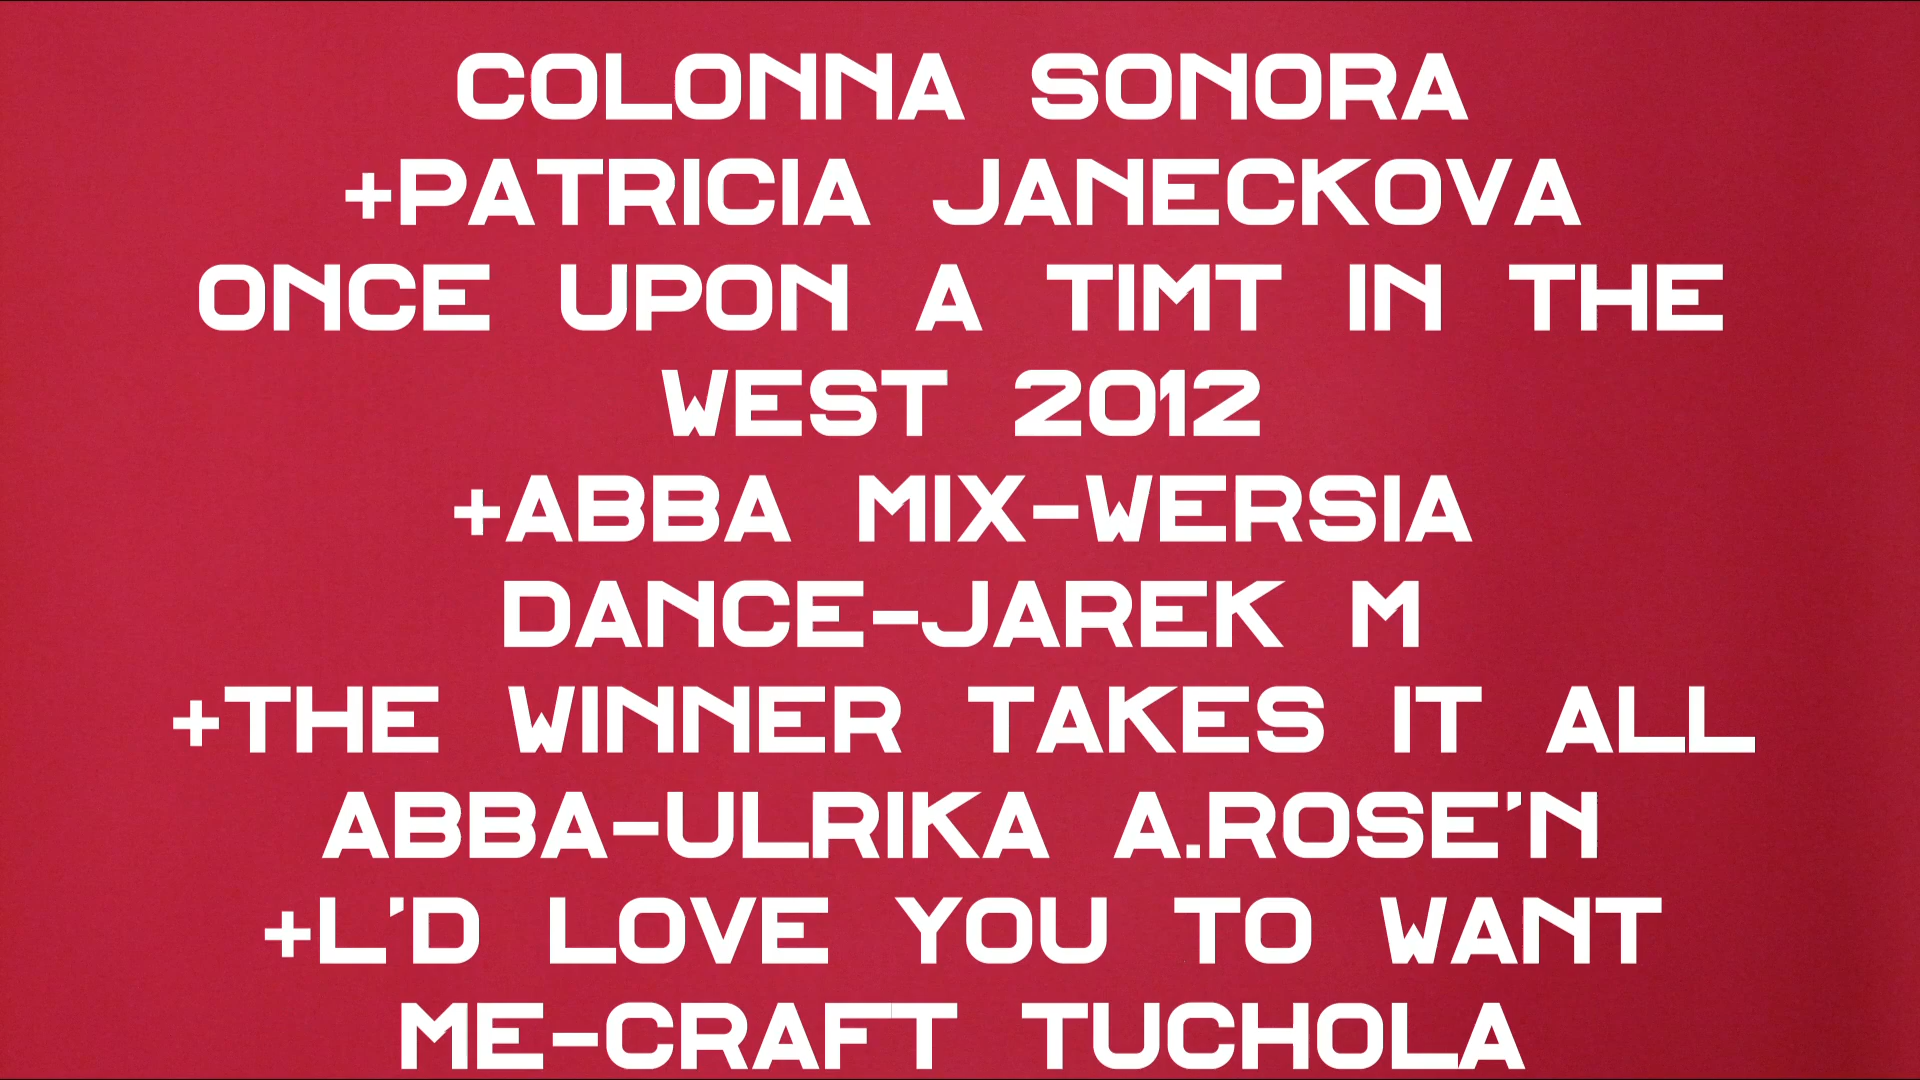 COLONNA SONORA
+PATRICIA JANECKOVA
ONCE UPON A TIMT IN THE
WEST 2012
+ABBA MIX-WERSIA
DANCE-JAREK M
+THE WINNER TAKES IT ALL
ABBA-ULRIKA A.ROSE'N
+L'D LOVE YOU TO WANT
ME-CRAFT TUCHOLA